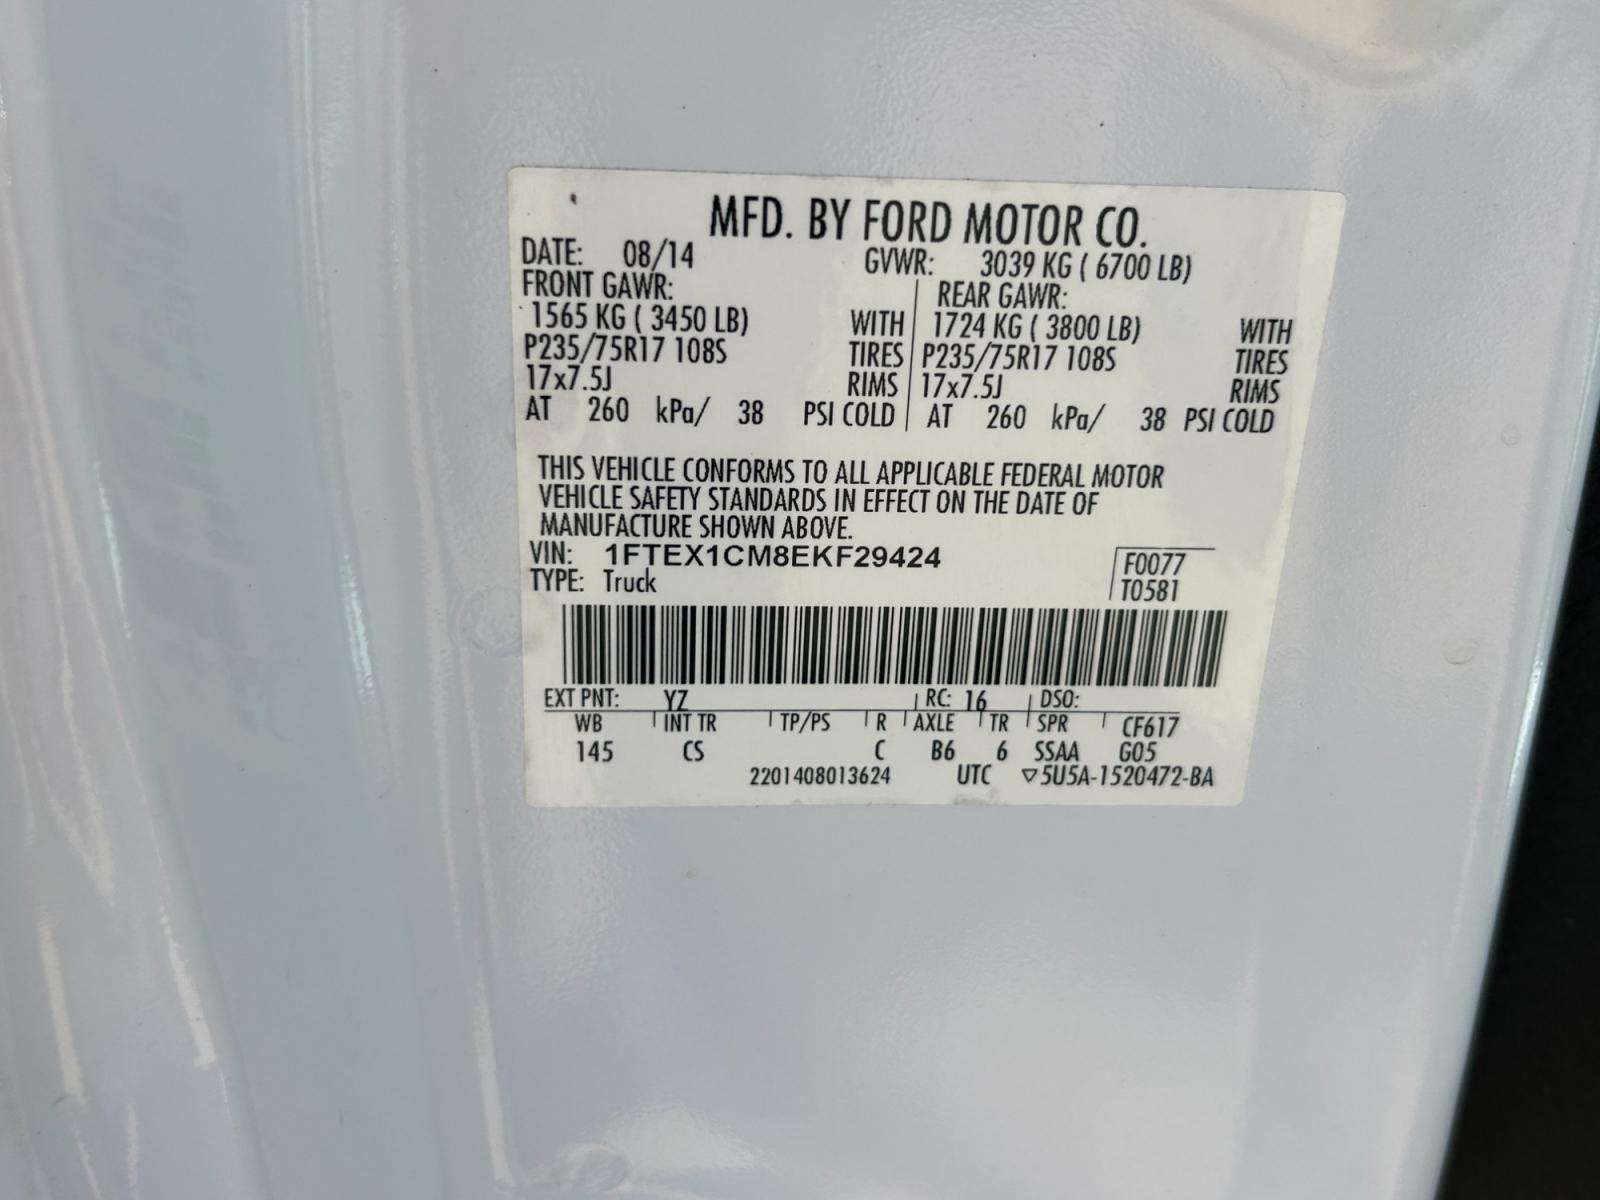 MFD. BY FORD MOTOR CO.
DATE: 08/14 GVWR: 3039 KG ( 6700 LB)
FRONT GAWR: REAR GAWR:
1565 KG ( 3450 LB) WITH 1724 KG ( 3800 LB) WITH
P235/75R17 108S TIRES P235/75R17 108S TIRES
17x7.5J RIMS 17x7.5J RIMS
AT 260 kPa/ 38 PSI COLD AT 260 kPa/ 38 PSI COLD
THIS VEHICLE CONFORMS TO ALL APPLICABLE FEDERAL MOTOR
VEHICLE SAFETY STANDARDS IN EFFECT ON THE DATE OF
MANUFACTURE SHOWN ABOVE.
VIN: 1FTEX1CM8EKF29424 F0077
TYPE: Truck T0581
EXT PNT: YZ RC: 16 DSO:
WB INT TR TP/PS R AXLE TR SPR CF617
145 CS C B6 6 SSAA G05
2201408013624 UTC ▽5U5A-1520472-BA